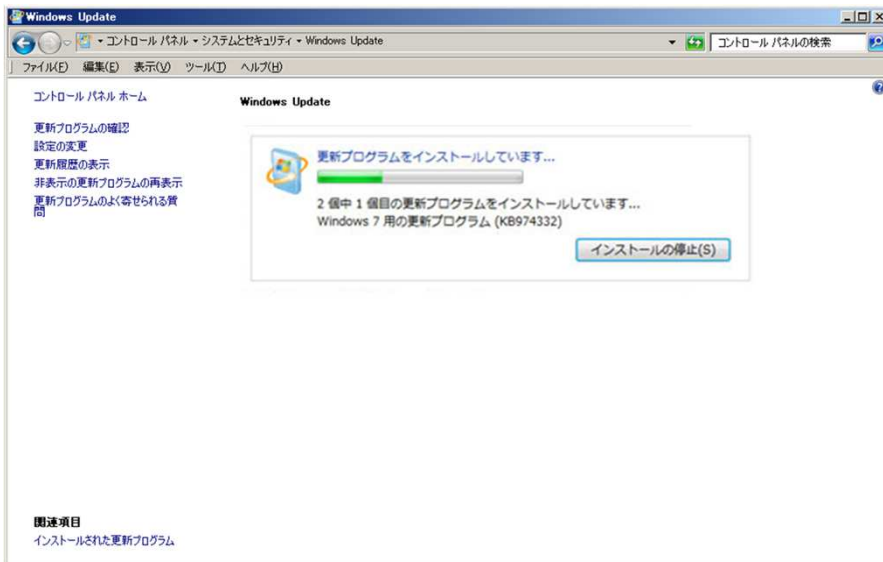 Windows Update
コントロール パネル システムとセキュリティ Windows Update
コントロール パネルの検索
ファイル(F) 編集(E) 表示(V) ツール(T) ヘルプ(H)
コントロール パネル ホーム
更新プログラムの確認
設定の変更
更新履歴の表示
非表示の更新プログラムの再表示
更新プログラムのよく寄せられる質
問
Windows Update
更新プログラムをインストールしています...
2 個中 1 個目の更新プログラムをインストールしています...
Windows 7 用の更新プログラム (KB974332)
インストールの停止(S)
関連項目
インストールされた更新プログラム